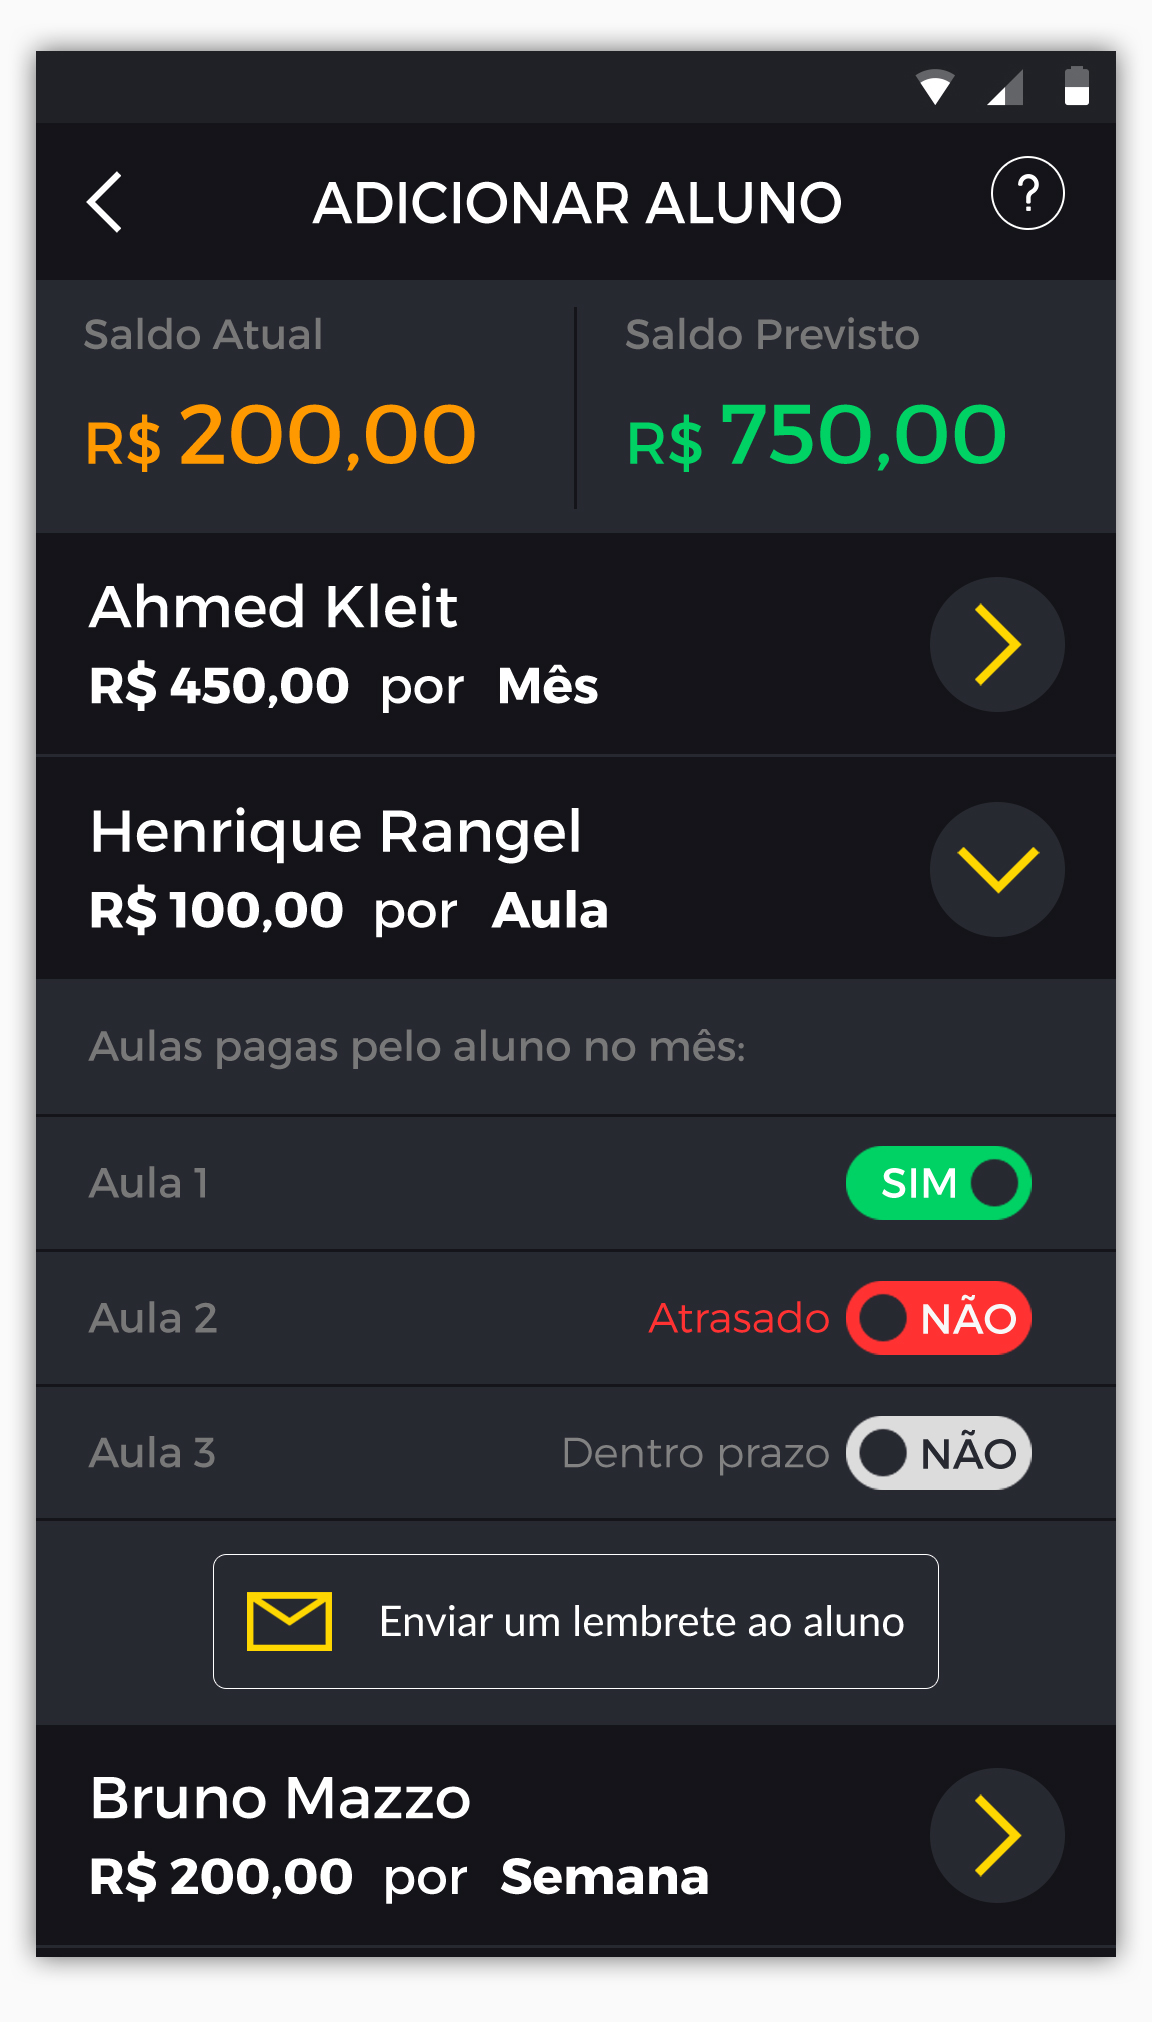 ADICIONAR ALUNO
?
Saldo Atual
Saldo Previsto
R$ 200,00
R$ 750,00
Ahmed Kleit
R$ 450,00 por Mês
Henrique Rangel
R$ 100,00 por Aula
Aulas pagas pelo aluno no mês:
Aula 1 SIM
Aula 2 Atrasado NÃO
Aula 3 Dentro prazo NÃO
Enviar um lembrete ao aluno
Bruno Mazzo
R$ 200,00 por Semana